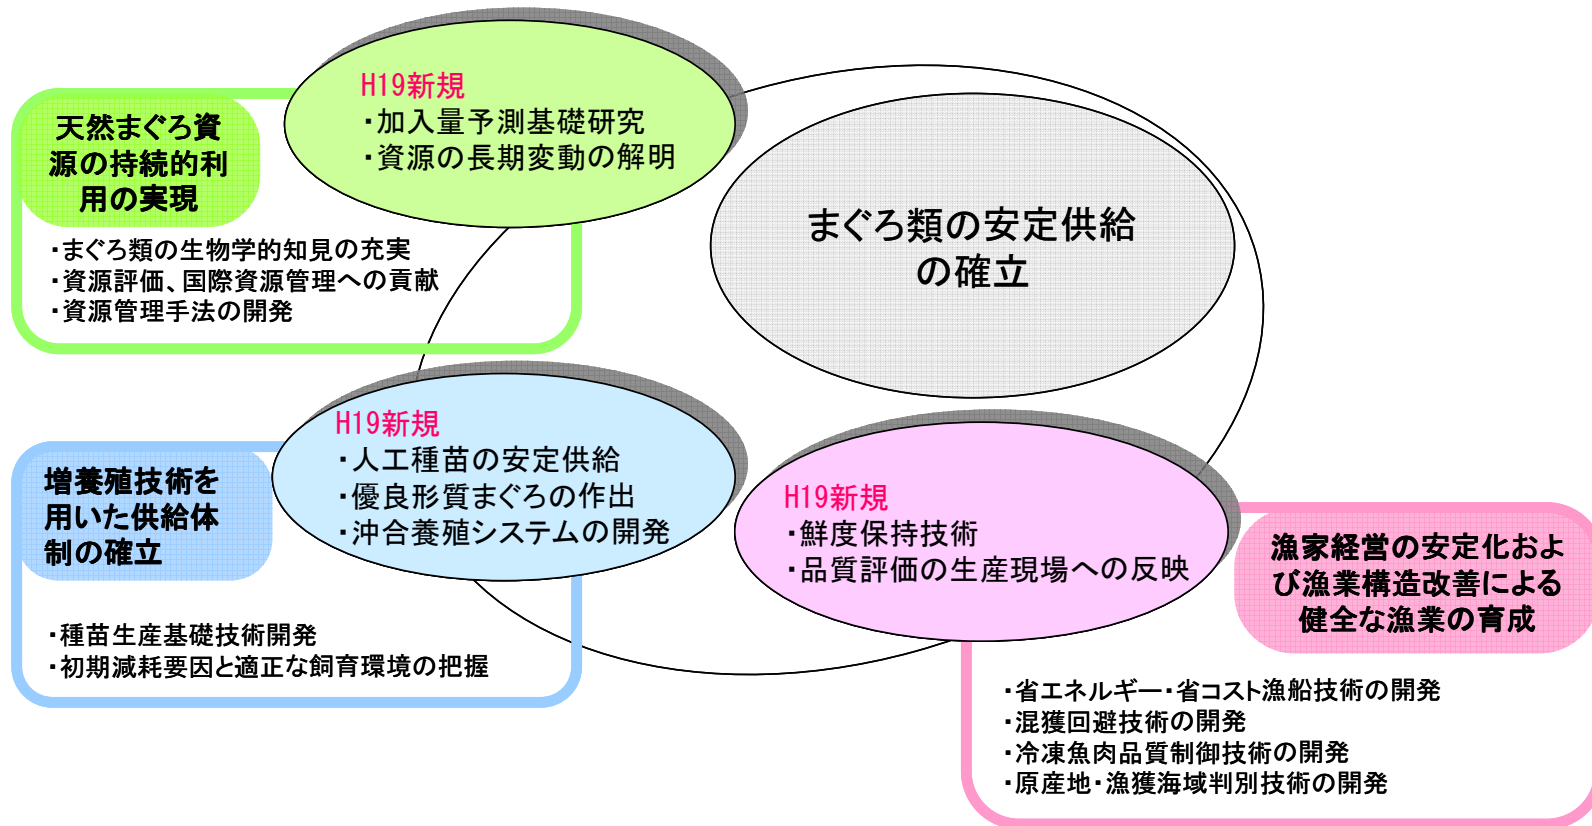 H19新規
・加入量予測基礎研究
・資源の長期変動の解明
天然まぐろ資
源の持続的利
用の実現
・まぐろ類の生物学的知見の充実
・資源評価、国際資源管理への貢献
・資源管理手法の開発
まぐろ類の安定供給
の確立
H19新規
・人工種苗の安定供給
・優良形質まぐろの作出
・沖合養殖システムの開発
増養殖技術を
用いた供給体
制の確立
・種苗生産基礎技術開発
・初期減耗要因と適正な飼育環境の把握
H19新規
・鮮度保持技術
・品質評価の生産現場への反映
漁家経営の安定化およ
び漁業構造改善による
健全な漁業の育成
・省エネルギー・省コスト漁船技術の開発
・混獲回避技術の開発
・冷凍魚肉品質制御技術の開発
・原産地・漁獲海域判別技術の開発